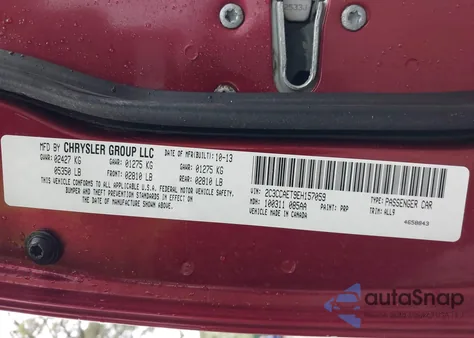 MFD BY CHRYSLER GROUP LLC DATE OF MFR(BUILT): 10-13
GVWR: 02427 KG GAWR: 01275 KG GAWR: 01275 KG
05350 LB FRONT: 02810 LB REAR: 02810 LB
THIS VEHICLE CONFORMS TO ALL APPLICABLE U.S.A. FEDERAL MOTOR VEHICLE SAFETY,
BUMPER AND THEFT PREVENTION STANDARDS IN EFFECT
ON THE DATE OF MANUFACTURE SHOWN ABOVE
VIN: 2C3CCAET9EH157059 TYPE: PASSENGER CAR
MDH: 100311 085AA PAINT: PRP TRIM: ALL9
VEHICLE MADE IN CANADA
4658043
autoSnap